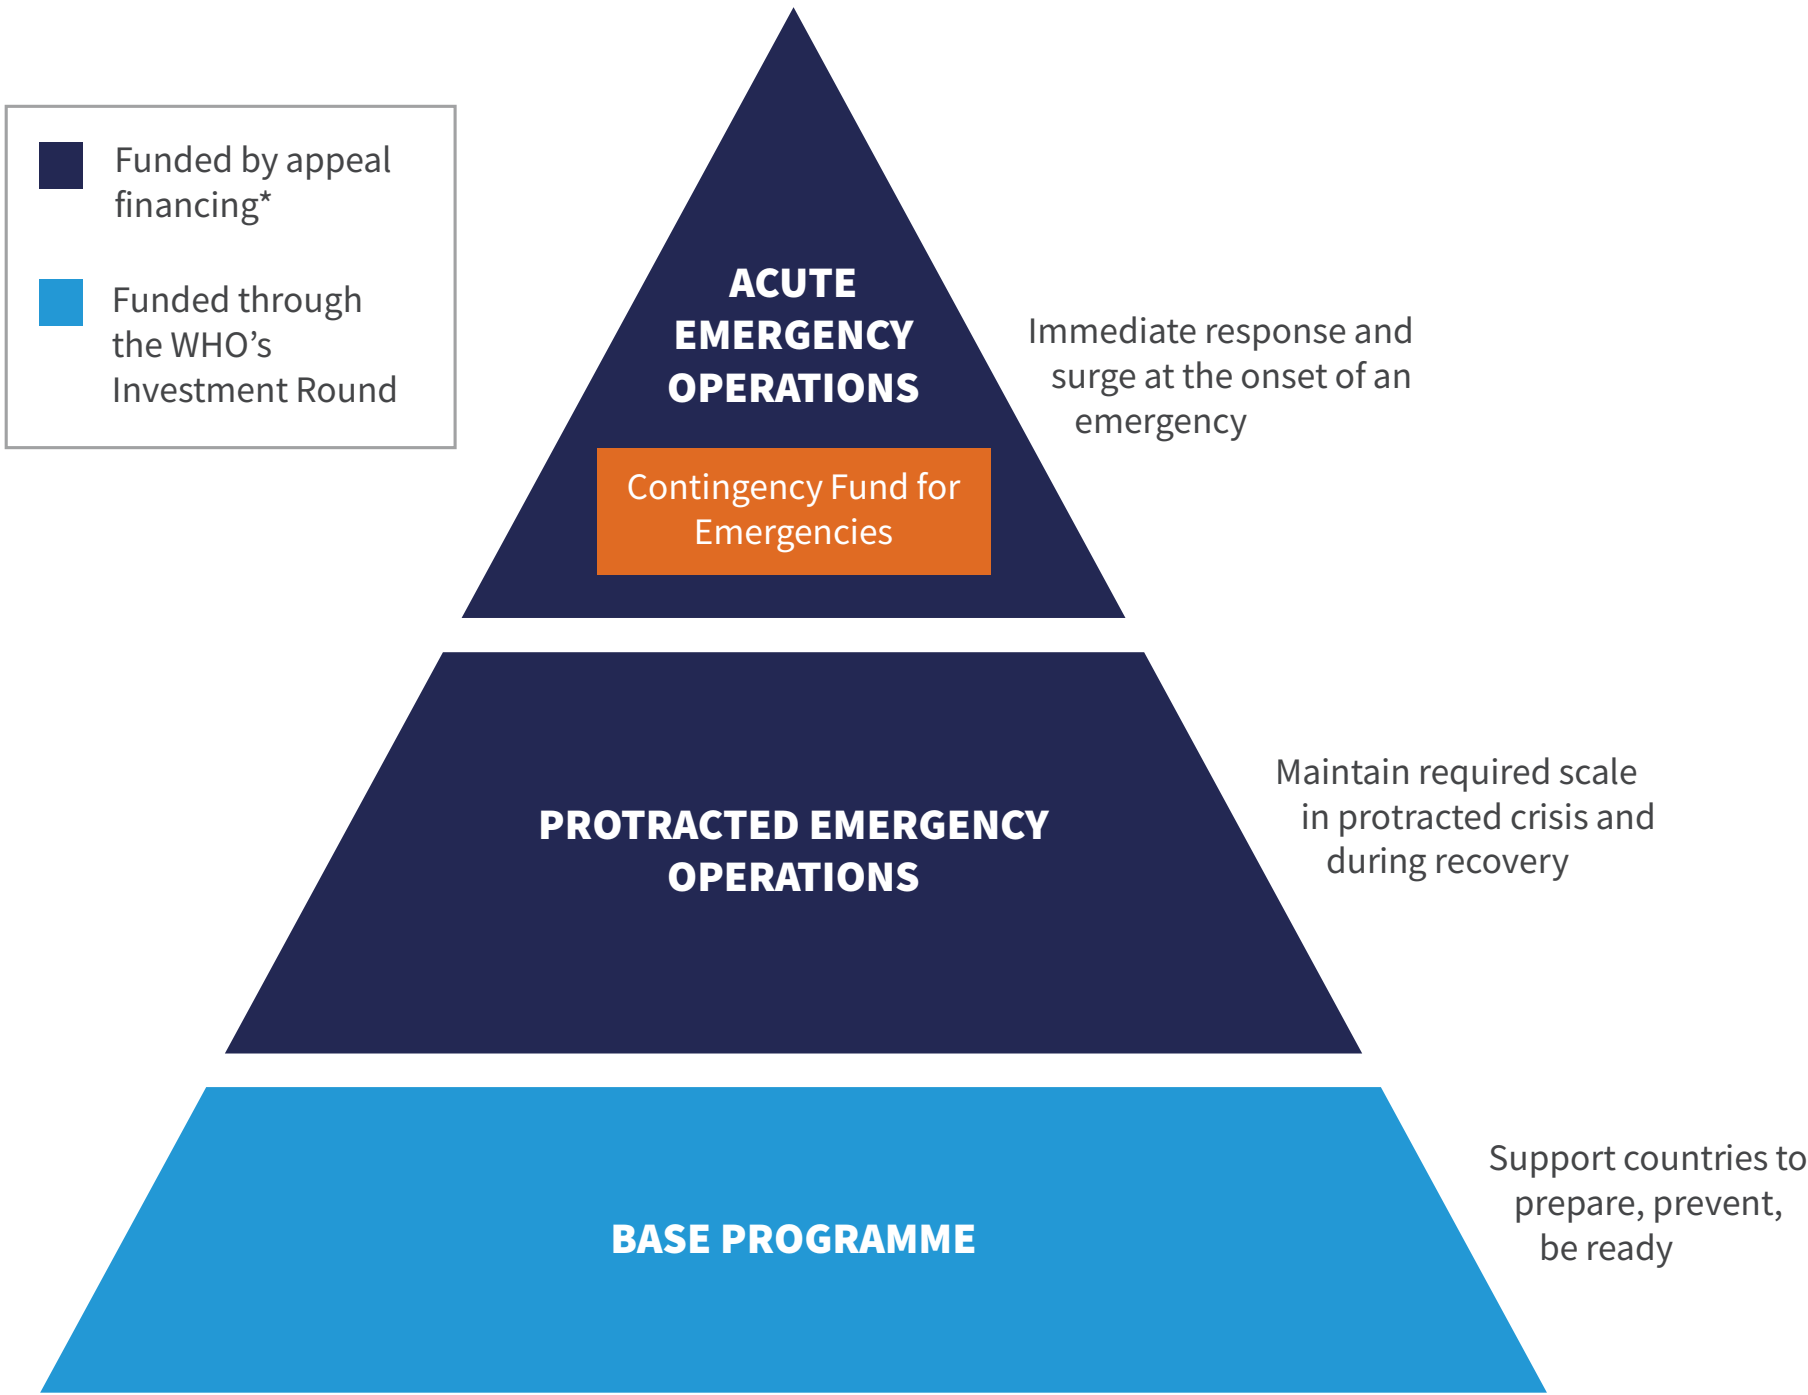 Funded by appeal
financing*
Funded through
the WHO’s
Investment Round
ACUTE
EMERGENCY
OPERATIONS
Contingency Fund for
Emergencies
Immediate response and
surge at the onset of an
emergency
PROTRACTED EMERGENCY
OPERATIONS
Maintain required scale
in protracted crisis and
during recovery
BASE PROGRAMME
Support countries to
prepare, prevent,
be ready